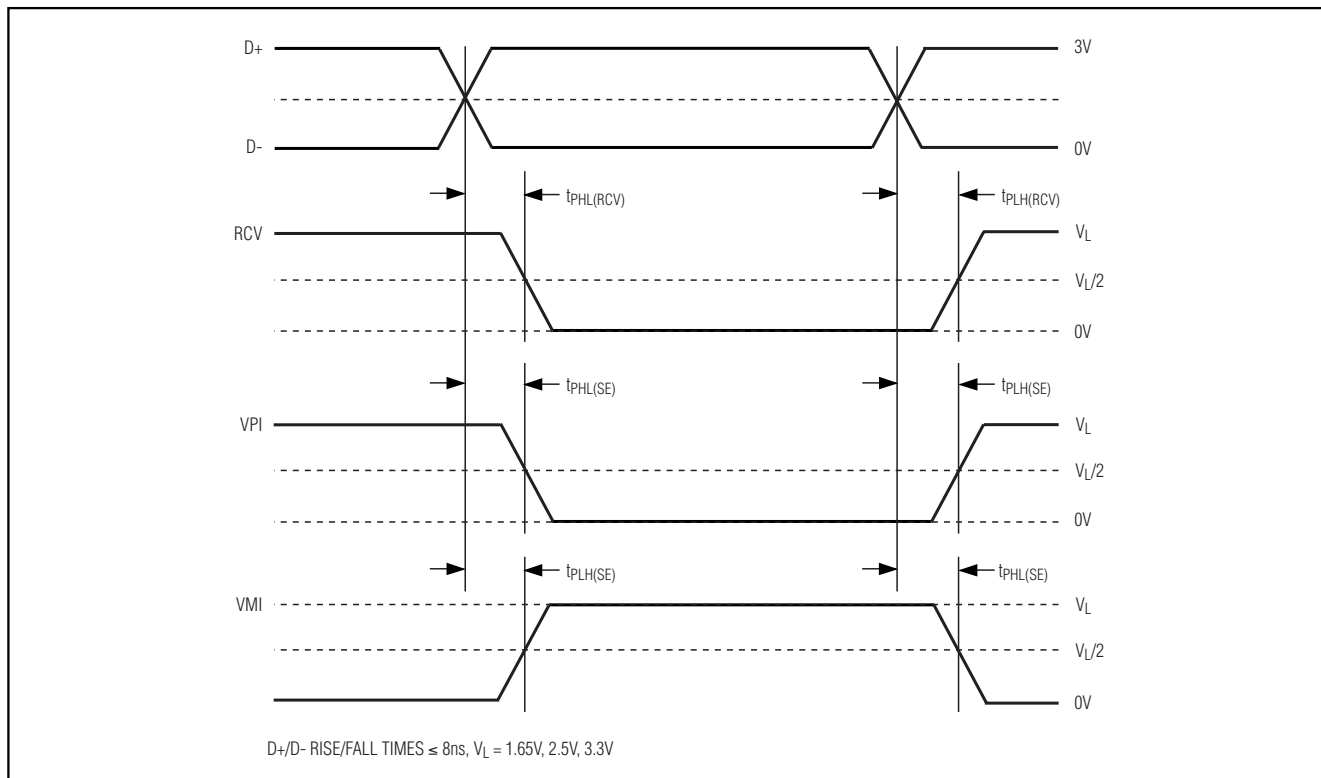 D+
3V
D-
0V
tPHL(RCV)
tPLH(RCV)
RCV
VL
VL/2
0V
tPHL(SE)
tPLH(SE)
VPI
VL
VL/2
0V
tPLH(SE)
tPHL(SE)
VMI
VL
VL/2
0V
D+/D- RISE/FALL TIMES ≤ 8ns, VL = 1.65V, 2.5V, 3.3V